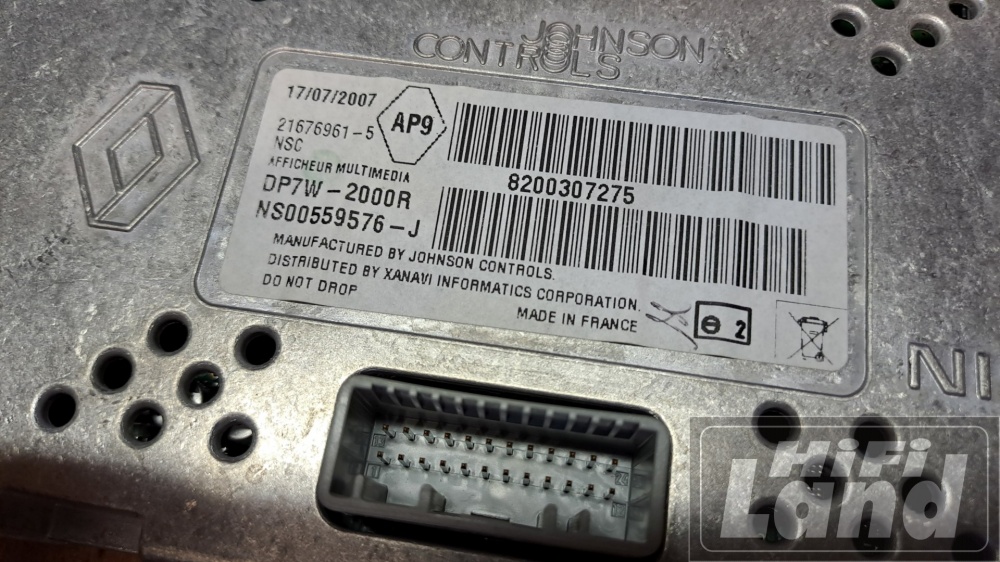 JOHNSON
CONTROLS
17/07/2007
AP9
21676961-5
NSC
AFFICHEUR MULTIMEDIA
DP7W-2000R
NS00559576-J
8200307275
MANUFACTURED BY JOHNSON CONTROLS.
DISTRIBUTED BY XANAVI INFORMATICS CORPORATION.
DO NOT DROP
MADE IN FRANCE
2
NI
HiFi
Land